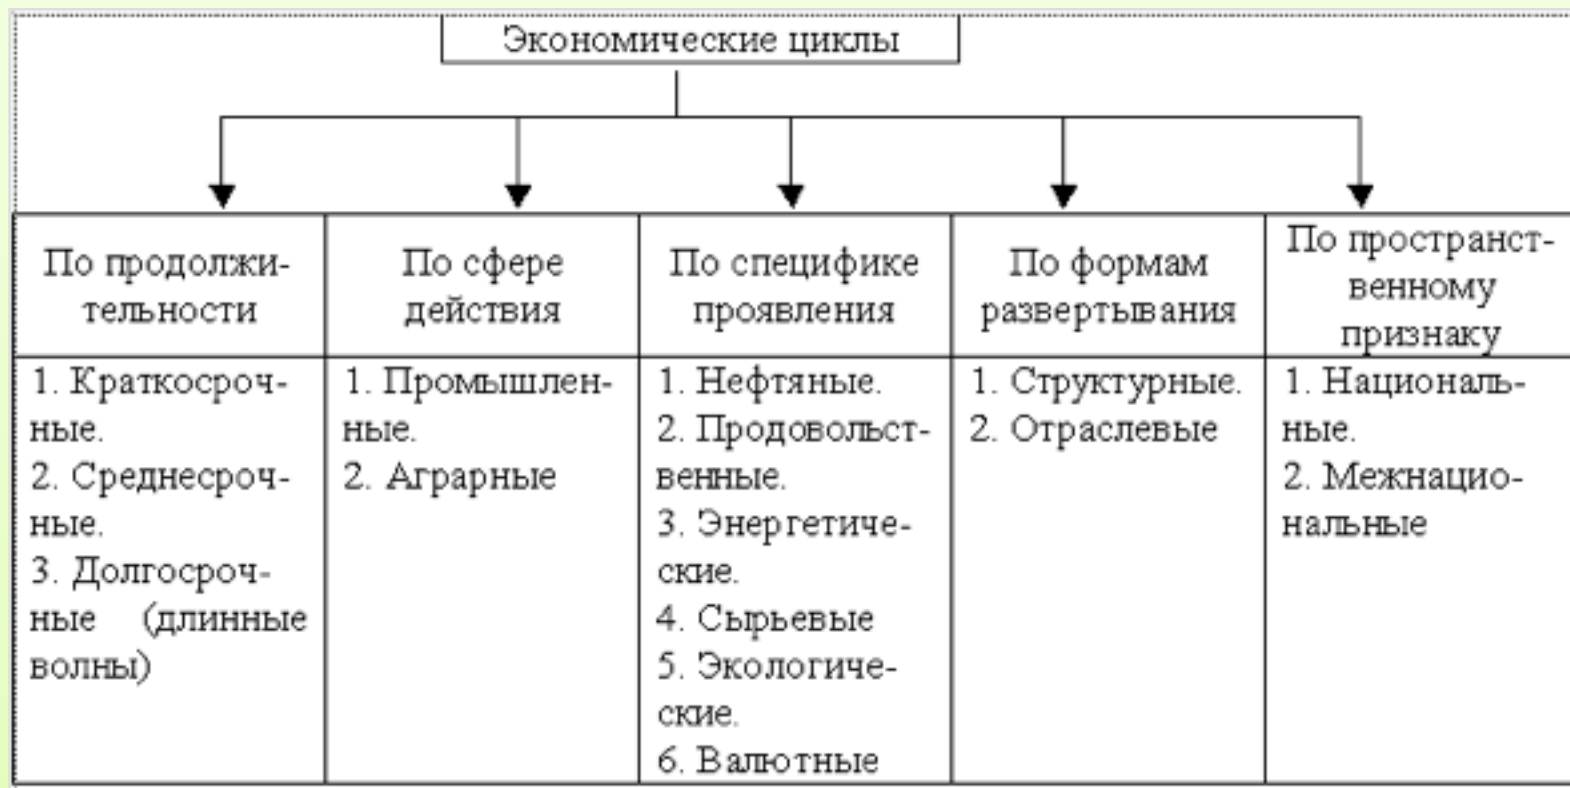 Экономические циклы
По продолжи-
тельности
По сфере
действия
По специфике
проявления
По формам
развертывания
По пространст-
венному
признаку
1. Краткосроч-
ные.
2. Среднесроч-
ные.
3. Долгосроч-
ные (длинные
волны)
1. Промышлен-
ные.
2. Аграрные
1. Нефтяные.
2. Продовольст-
венные.
3. Энергетиче-
ские.
4. Сырьевые
5. Экологиче-
ские.
6. Валютные
1. Структурные.
2. Отраслевые
1. Националь-
ные.
2. Межнацио-
нальные